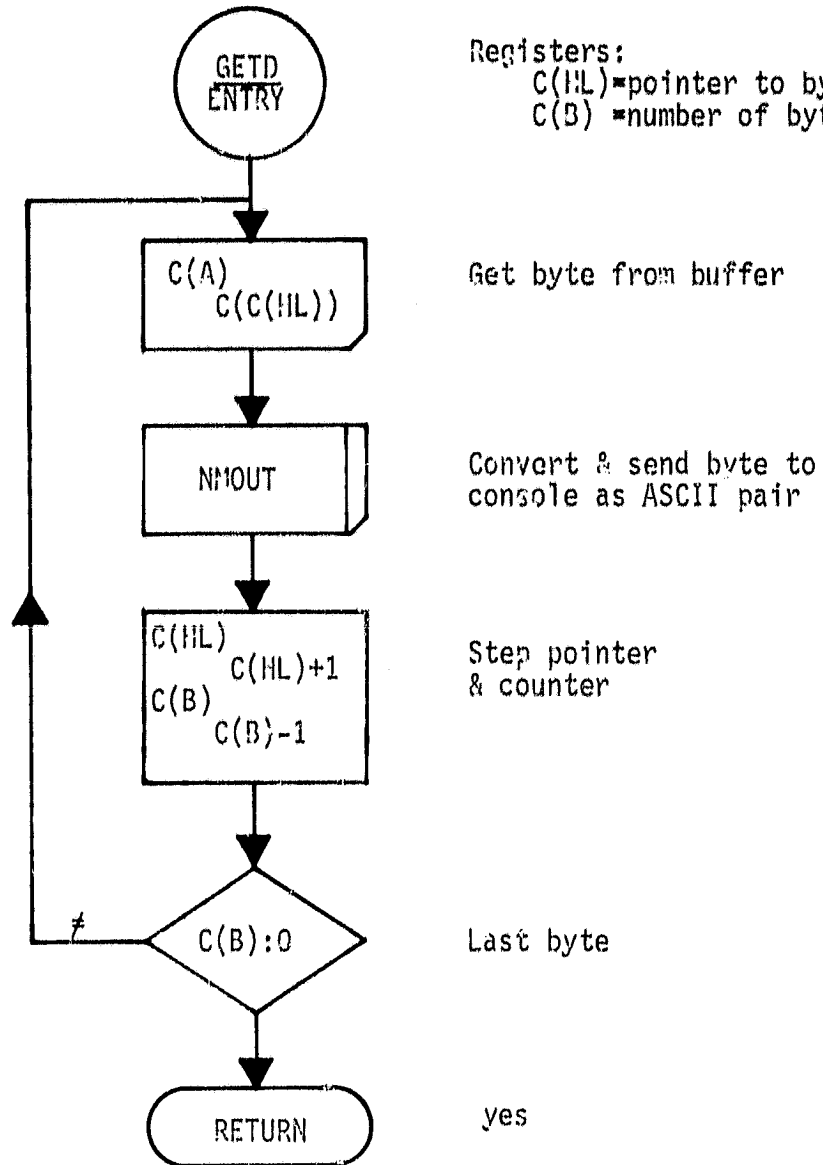 GETD
ENTRY
Registers:
C(HL)=pointer to by
C(B) =number of byt
C(A)
C(C(HL))
Get byte from buffer
NMOUT
Convert & send byte to
console as ASCII pair
C(HL)
C(HL)+1
C(B)
C(B)-1
Step pointer
& counter
≠
C(B):0
Last byte
RETURN
yes